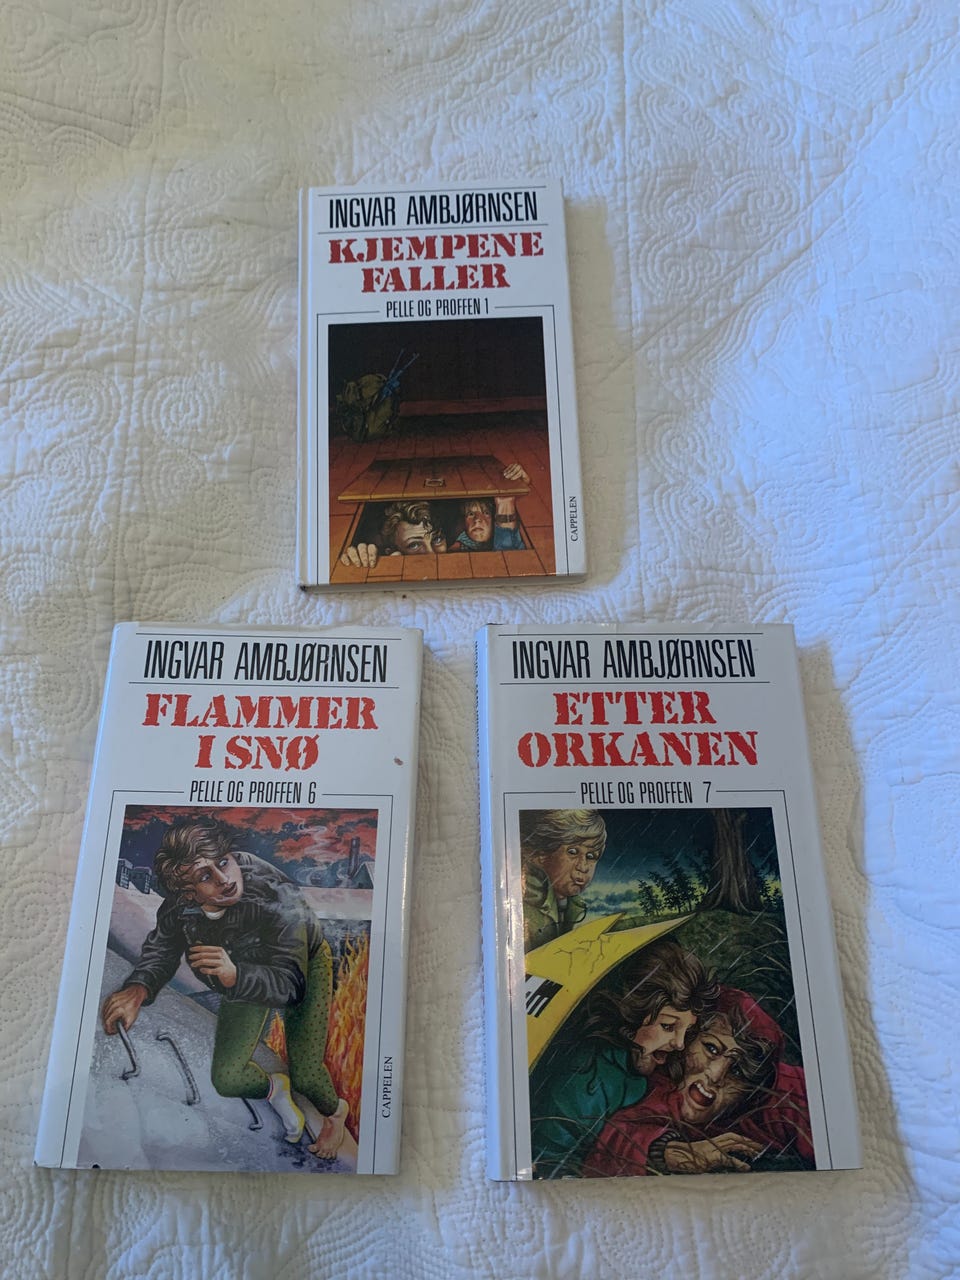 INGVAR AMBJØRNSEN
KJEMPENE
FALLER
PELLE OG PROFFEN 1
CAPPELEN
INGVAR AMBJØRNSEN
FLAMMER
I SNØ
PELLE OG PROFFEN 6
CAPPELEN
INGVAR AMBJØRNSEN
ETTER
ORKANEN
PELLE OG PROFFEN 7